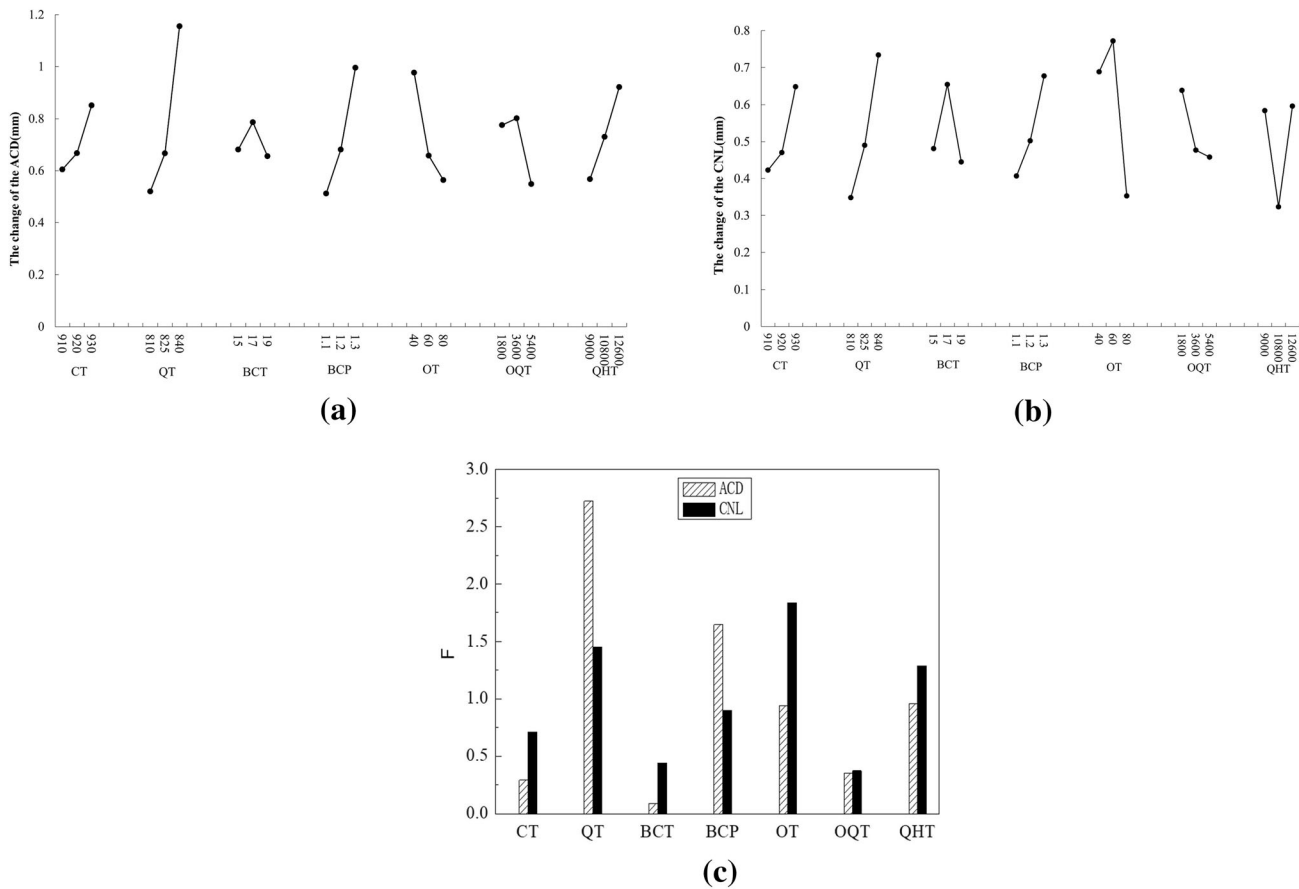 The change of the ACD(mm)
1.2
1
0.8
0.6
0.4
0.2
0
910 920 930 810 825 840 15 17 19 1.1 1.2 1.3 40 60 80 1800 3600 5400 9000 10800 12600
CT QT BCT BCP OT OQT QHT
(a)
The change of the CNL(mm)
0.8
0.7
0.6
0.5
0.4
0.3
0.2
0.1
0
910 920 930 810 825 840 15 17 19 1.1 1.2 1.3 40 60 80 1800 3600 5400 9000 10800 12600
CT QT BCT BCP OT OQT QHT
(b)
F
3.0
2.5
2.0
1.5
1.0
0.5
0.0
ACD
CNL
CT QT BCT BCP OT OQT QHT
(c)